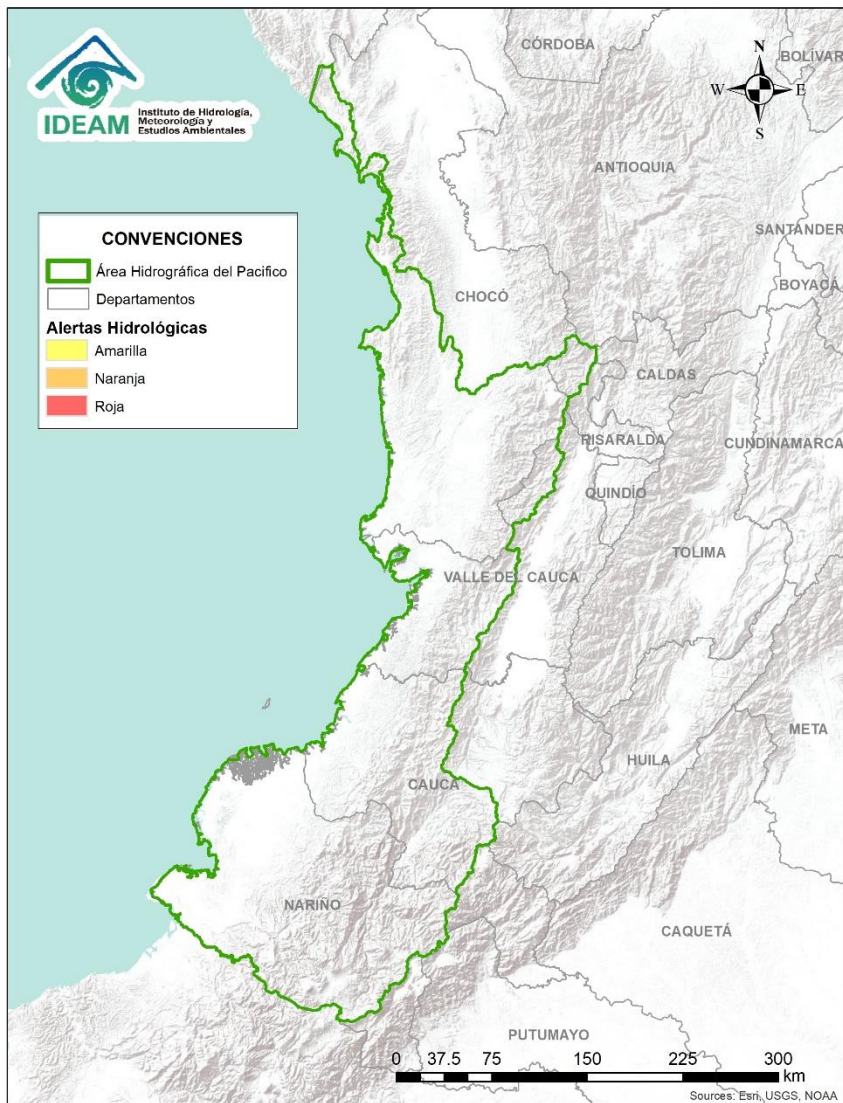 IDEAM
Instituto de Hidrología,
Meteorología y
Estudios Ambientales
CÓRDOBA
BOLÍVAR
N
W
E
S
ANTIOQUIA
SANTANDER
BOYACÁ
CONVENCIONES
Área Hidrográfica del Pacifico
Departamentos
Alertas Hidrológicas
Amarilla
Naranja
Roja
CHOCÓ
CALDAS
RISARALDA
CUNDINAMARCA
QUINDÍO
TOLIMA
VALLE DEL CAUCA
META
HUILA
CAUCA
NARIÑO
CAQUETÁ
PUTUMAYO
0 37.5 75 150 225 300
km
Sources: Esri, USGS, NOAA